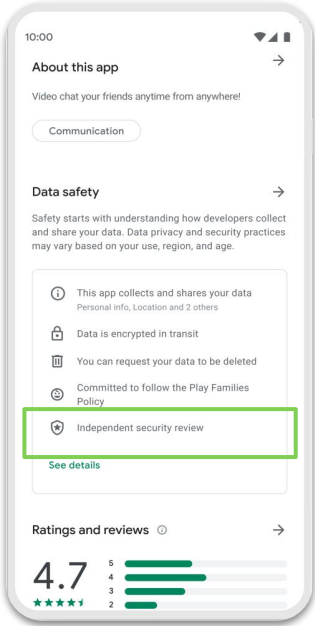 10:00
About this app
Video chat your friends anytime from anywhere!
Communication
Data safety
Safety starts with understanding how developers collect
and share your data. Data privacy and security practices
may vary based on your use, region, and age.
This app collects and shares your data
Personal info, Location and 2 others
Data is encrypted in transit
You can request your data to be deleted
Committed to follow the Play Families
Policy
Independent security review
See details
Ratings and reviews
4.7
5
4
3
2